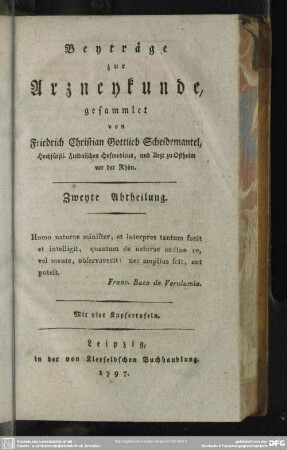 Beyträge
zur
Arzneykunde,
gesammlet
von
Friedrich Christian Gottlieb Scheidemantel,
Hochfürstl. Fuldaischen Hofmedicus, und Arzt zu Ostheim
vor der Rhön.
Zweyte Abtheilung.
Homo naturae minister, et interpres tantum facit
et intelligit, quantum de naturae ordine re,
vel mente, observaverit: nec amplius scit, aut
potest.
Franc. Baco de Verulamio.
Mit vier Kupfertafeln.
Leipzig,
in der von Kleefeldschen Buchhandlung.
1797.